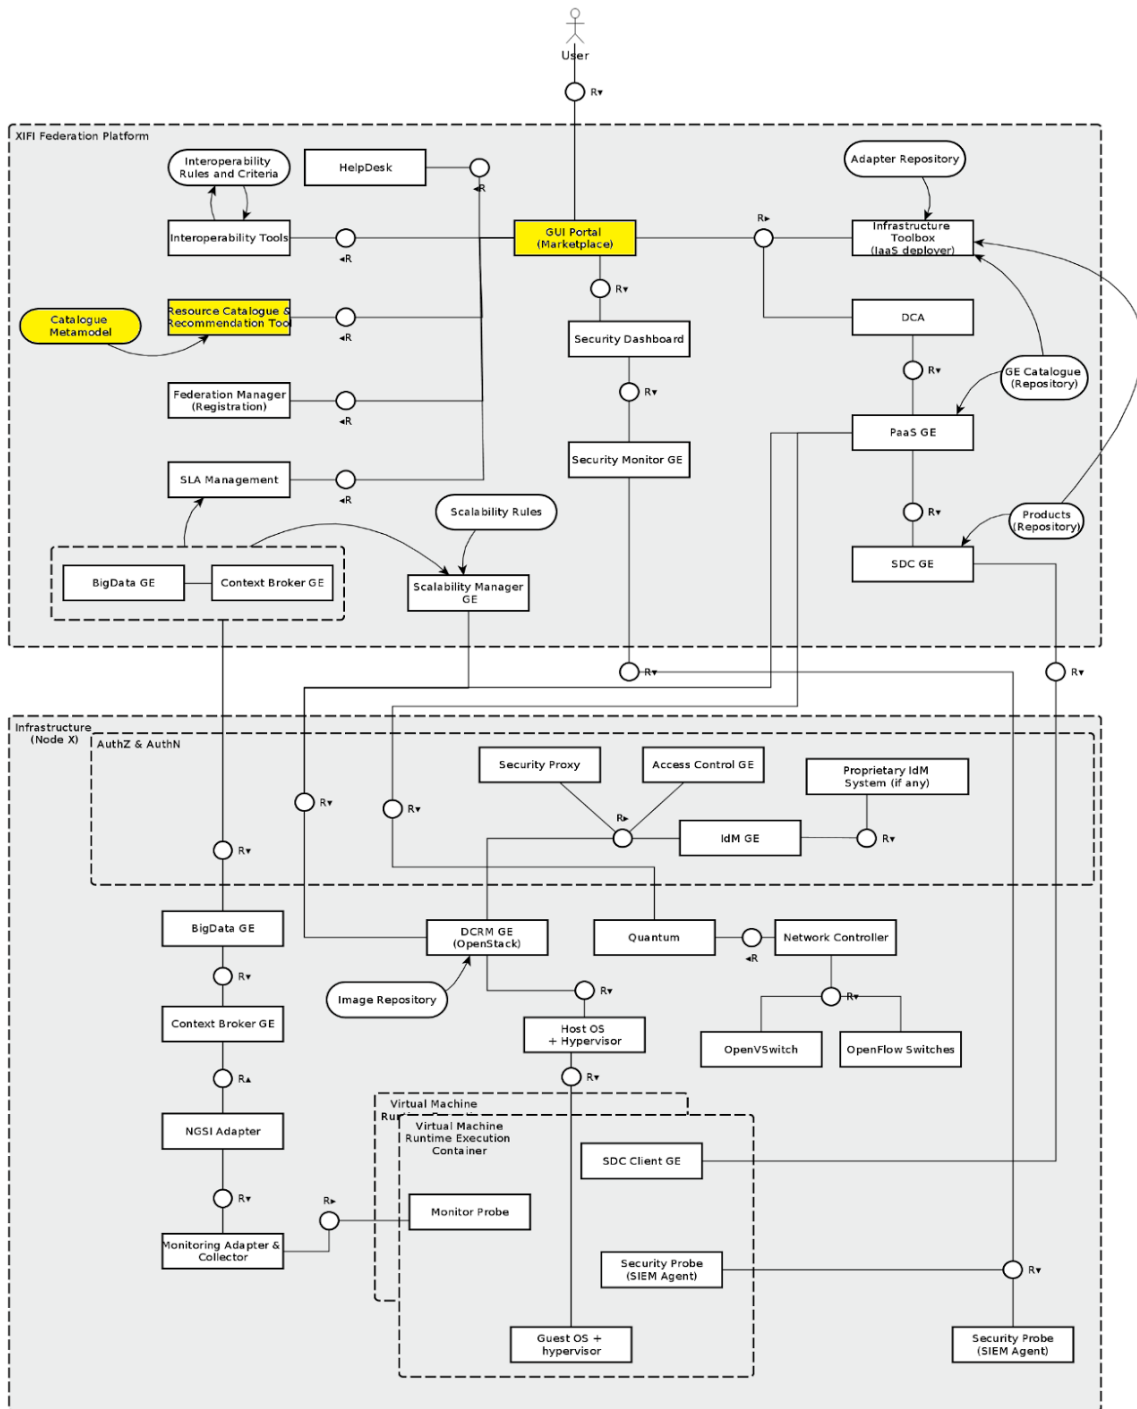 User
R▾
XIFI Federation Platform
Interoperability
Rules and Criteria
HelpDesk
◂R
Adapter Repository
Interoperability Tools
◂R
GUI Portal
(Marketplace)
R▸
Infrastructure
Toolbox
(IaaS deployer)
R▾
Catalogue
Metamodel
Resource Catalogue &
Recommendation Tool
◂R
Security Dashboard
DCA
R▾
GE Catalogue
(Repository)
Federation Manager
(Registration)
◂R
R▾
PaaS GE
SLA Management
◂R
Security Monitor GE
Scalability Rules
R▾
Products
(Repository)
BigData GE
Context Broker GE
Scalability Manager
GE
SDC GE
R▾
R▾
Infrastructure
(Node X)
AuthZ & AuthN
Security Proxy
Access Control GE
Proprietary IdM
System (if any)
R▾
R▾
R▸
IdM GE
R▾
R▾
BigData GE
DCRM GE
(OpenStack)
Quantum
◂R
Network Controller
R▾
Image Repository
R▾
R▾
Context Broker GE
Host OS
+ Hypervisor
OpenVSwitch
OpenFlow Switches
R▴
R▾
Virtual Machine
Virtual Machine
Runtime Execution
Container
NGSI Adapter
SDC Client GE
R▾
R▸
Monitor Probe
Monitoring Adapter &
Collector
Security Probe
(SIEM Agent)
R▾
Guest OS +
hypervisor
Security Probe
(SIEM Agent)